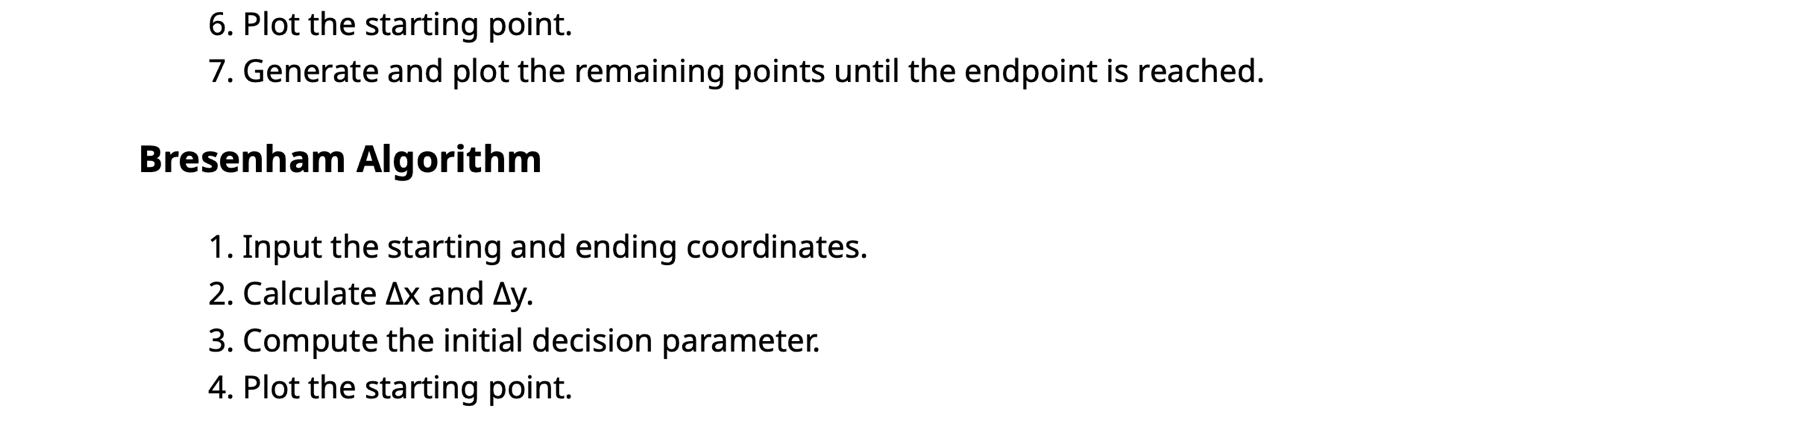 6. Plot the starting point.
7. Generate and plot the remaining points until the endpoint is reached.
Bresenham Algorithm
1. Input the starting and ending coordinates.
2. Calculate Δx and Δy.
3. Compute the initial decision parameter.
4. Plot the starting point.